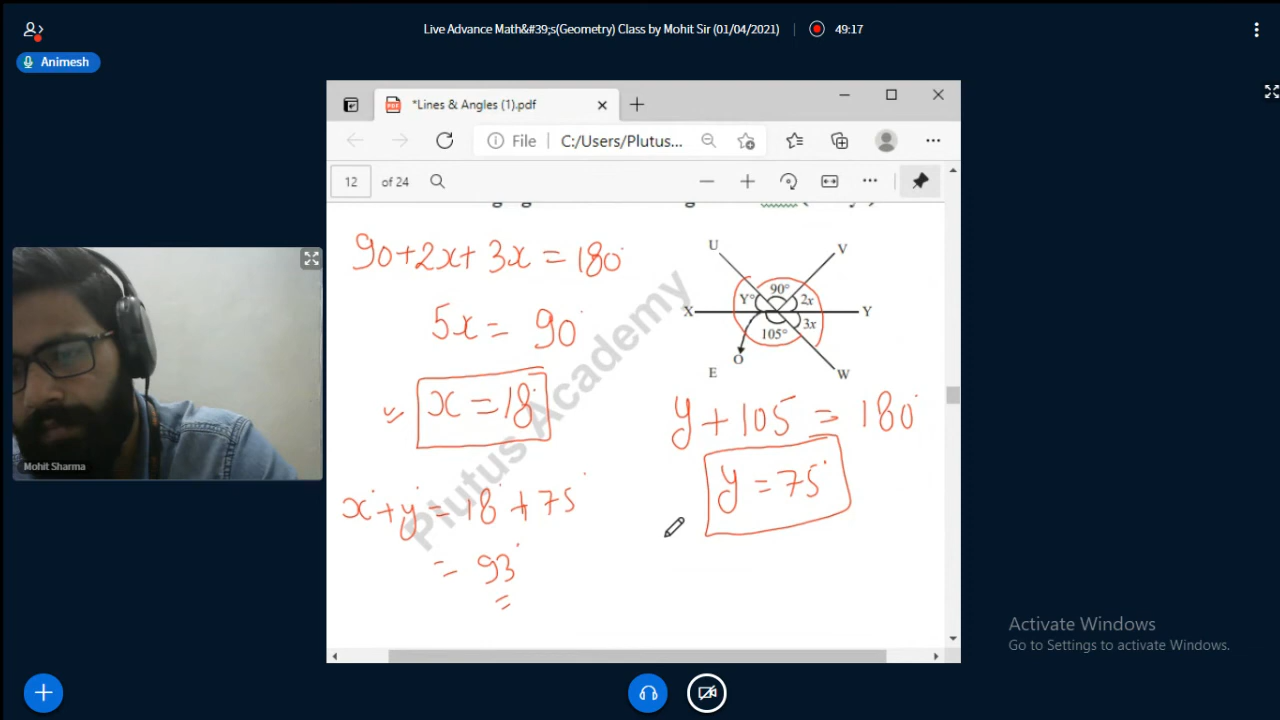 Live Advance Math&#39;s(Geometry) Class by Mohit Sir (01/04/2021)
49:17
Animesh
*Lines & Angles (1).pdf
File
C:/Users/Plutus...
12
of 24
90+2x+3x=180°
5x= 90°
x=18°
x°+y°=18°+75°
= 93°
=
U
V
90°
Y°
2x
X
Y
3x
105°
O
E
W
y+105=180°
y=75°
Plutus Academy
Mohit Sharma
Activate Windows
Go to Settings to activate Windows.